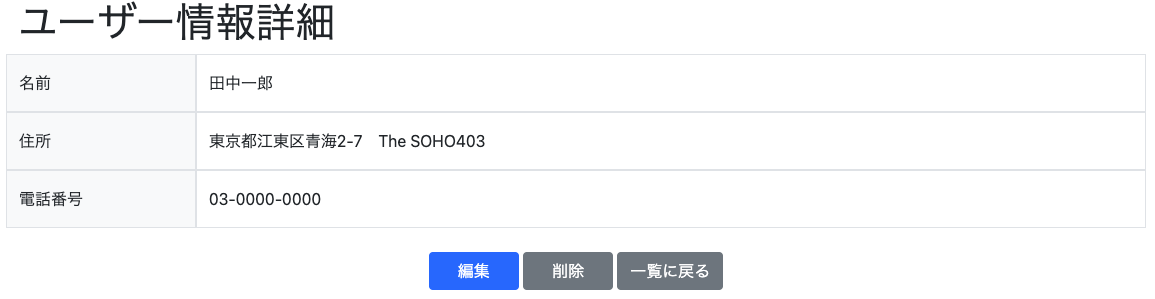 ユーザー情報詳細
名前 田中一郎
住所 東京都江東区青海2-7　The SOHO403
電話番号 03-0000-0000
編集 削除 一覧に戻る